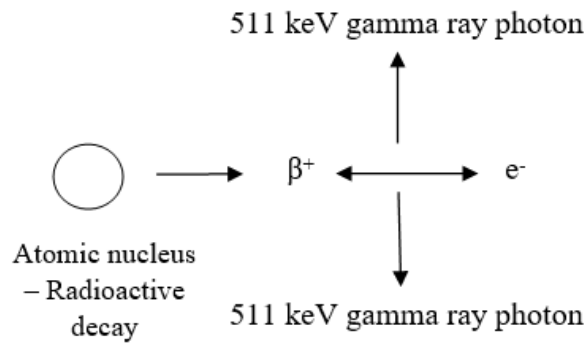 511 keV gamma ray photon
β⁺ e⁻
Atomic nucleus
– Radioactive
decay
511 keV gamma ray photon